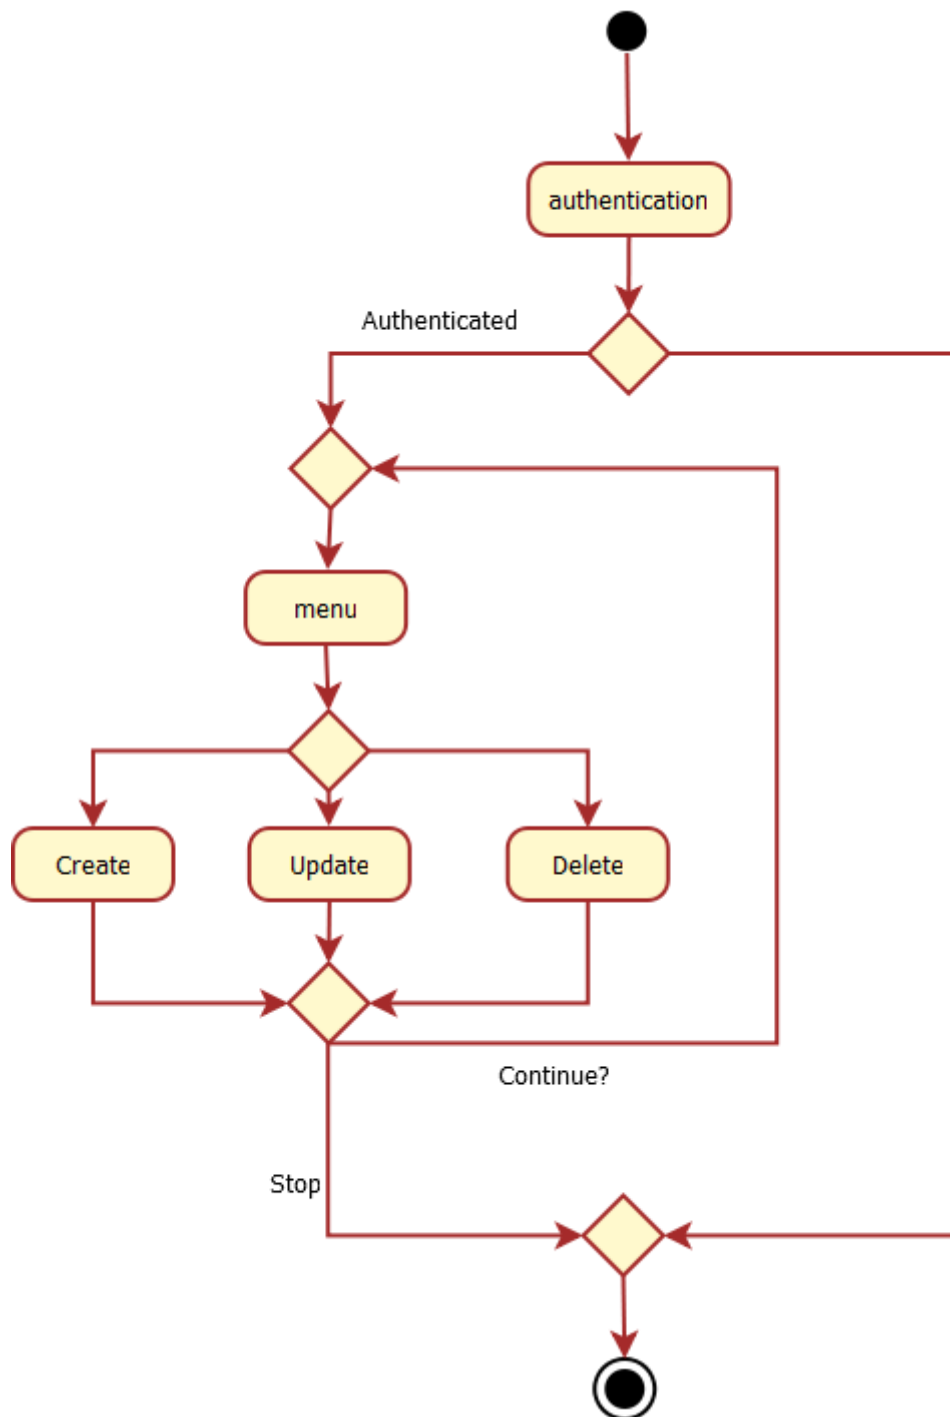 authentication
Authenticated
menu
Create
Update
Delete
Continue?
Stop